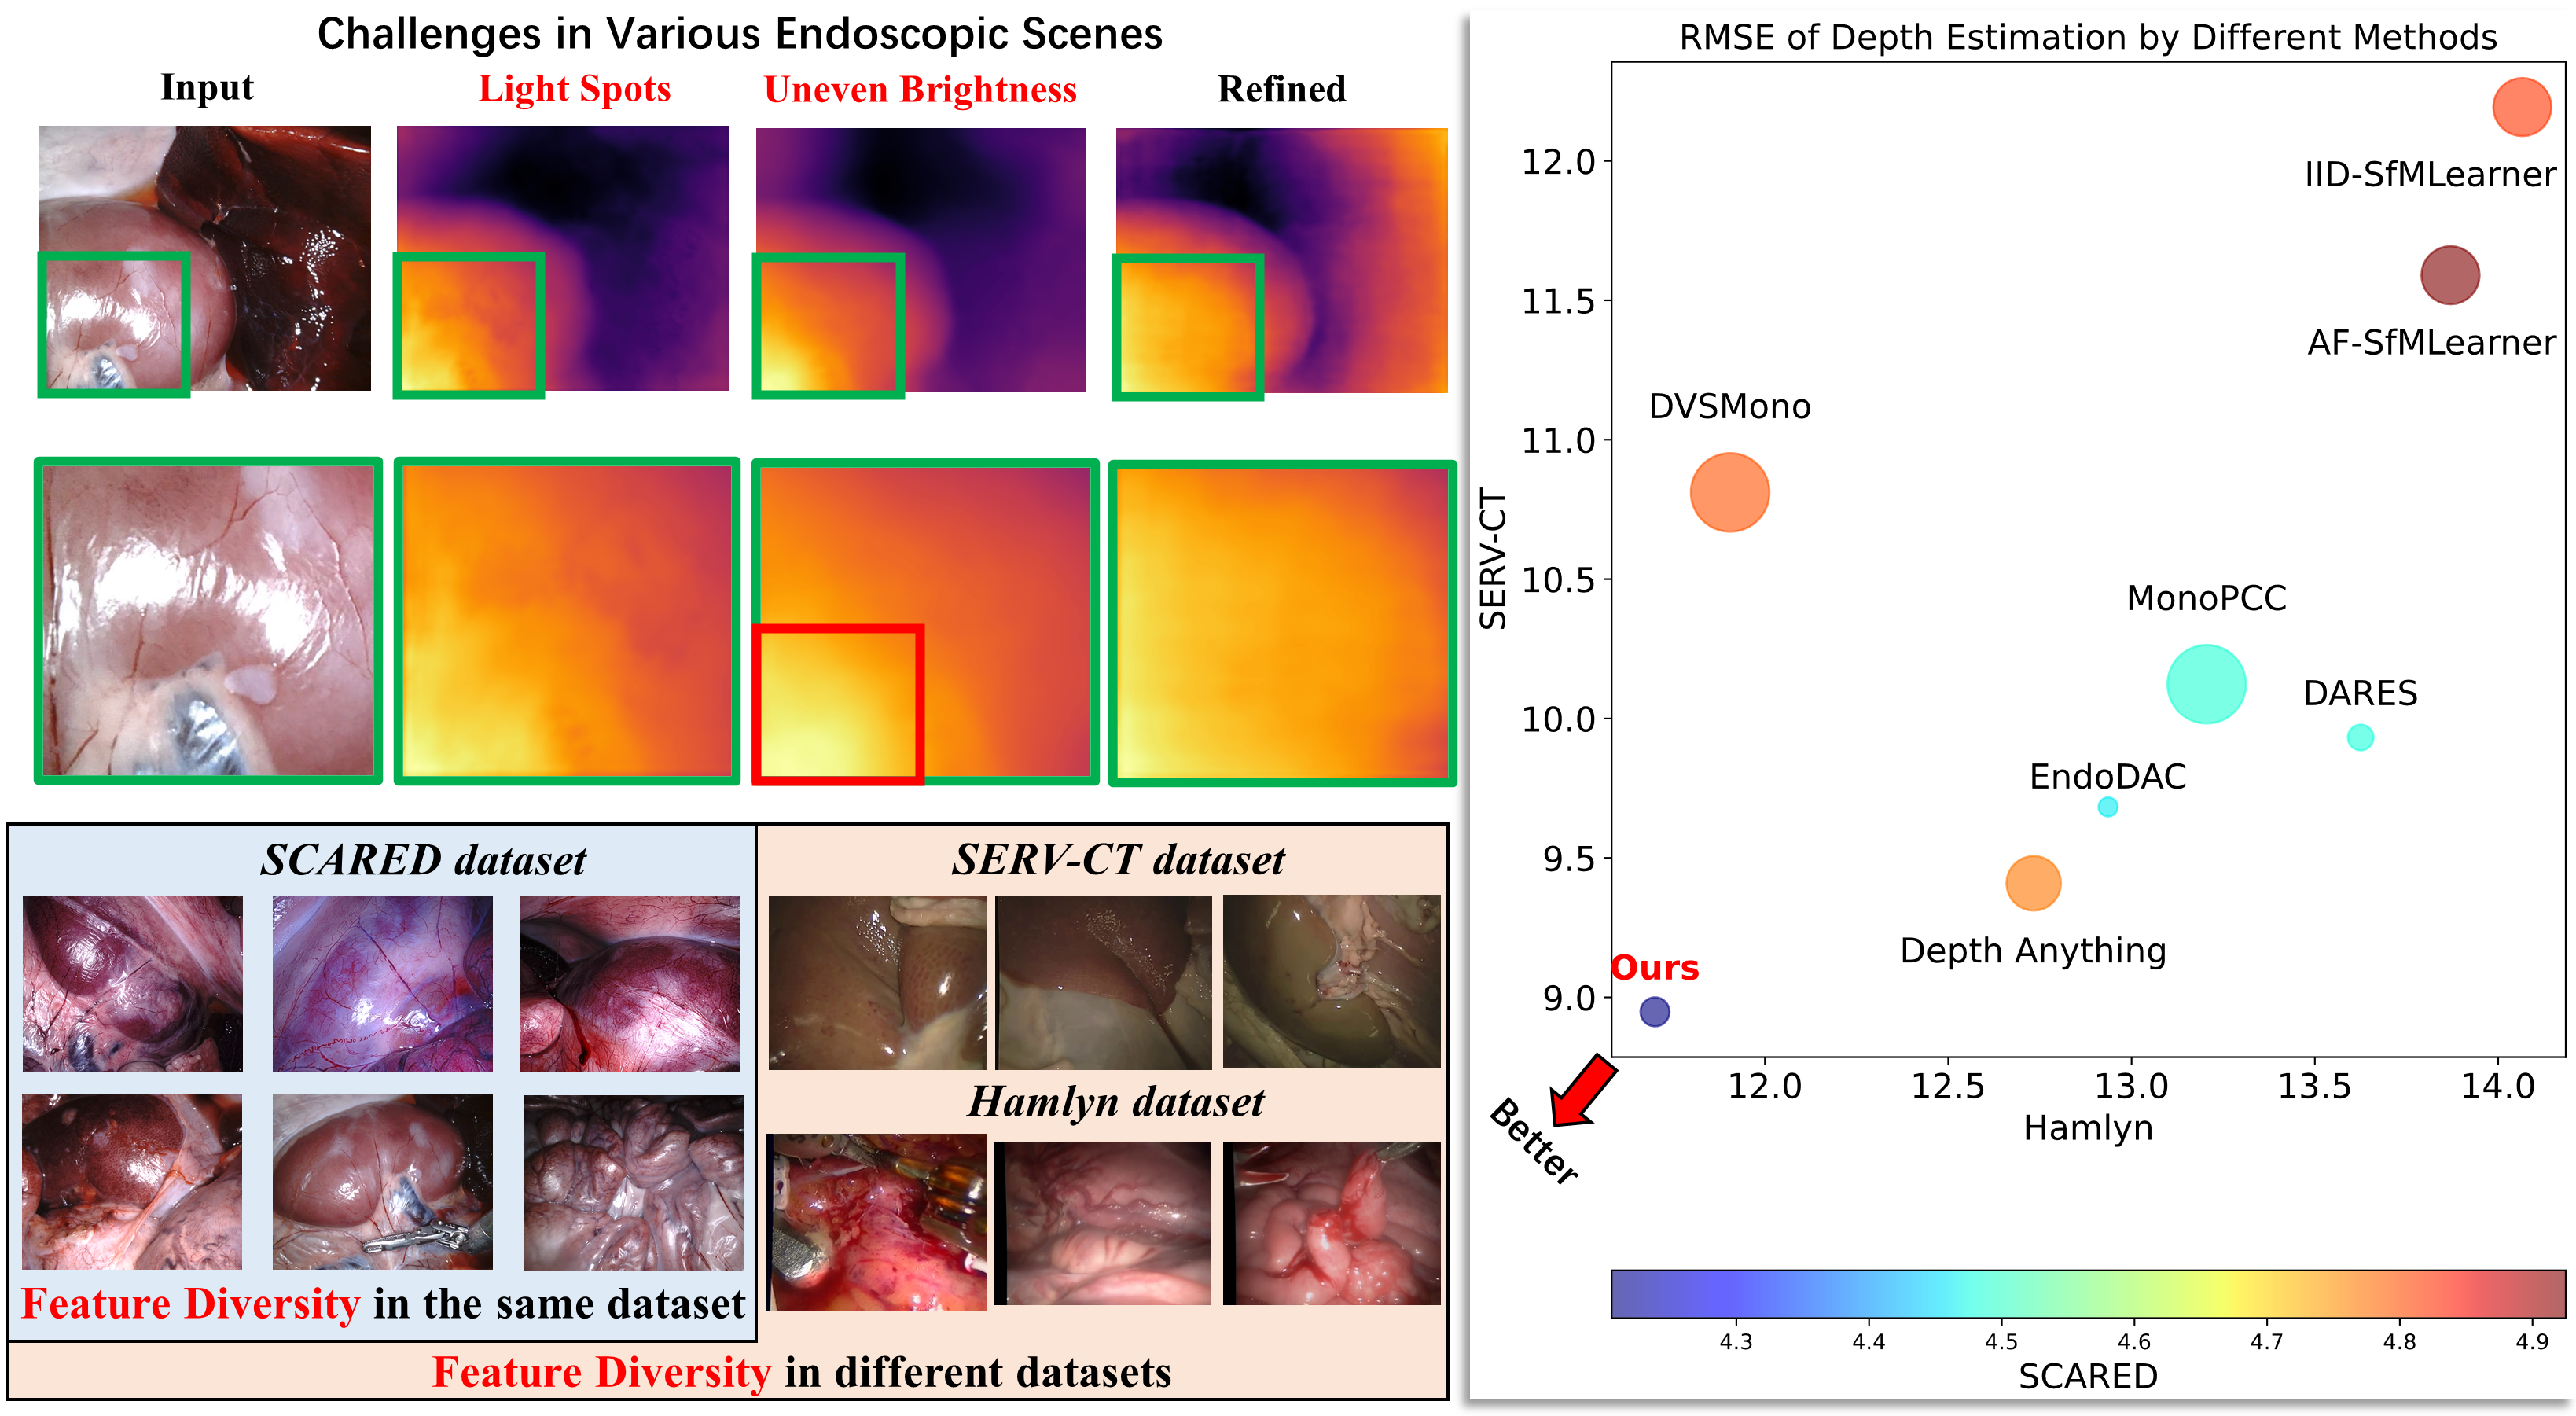 Challenges in Various Endoscopic Scenes
Input
Light Spots
Uneven Brightness
Refined
SCARED dataset
Feature Diversity in the same dataset
SERV-CT dataset
Hamlyn dataset
Feature Diversity in different datasets
RMSE of Depth Estimation by Different Methods
SERV-CT
12.0
11.5
11.0
10.5
10.0
9.5
9.0
IID-SfMLearner
AF-SfMLearner
DVSMono
MonoPCC
DARES
EndoDAC
Depth Anything
Ours
12.0
12.5
13.0
13.5
14.0
Hamlyn
Better
4.3
4.4
4.5
4.6
4.7
4.8
4.9
SCARED